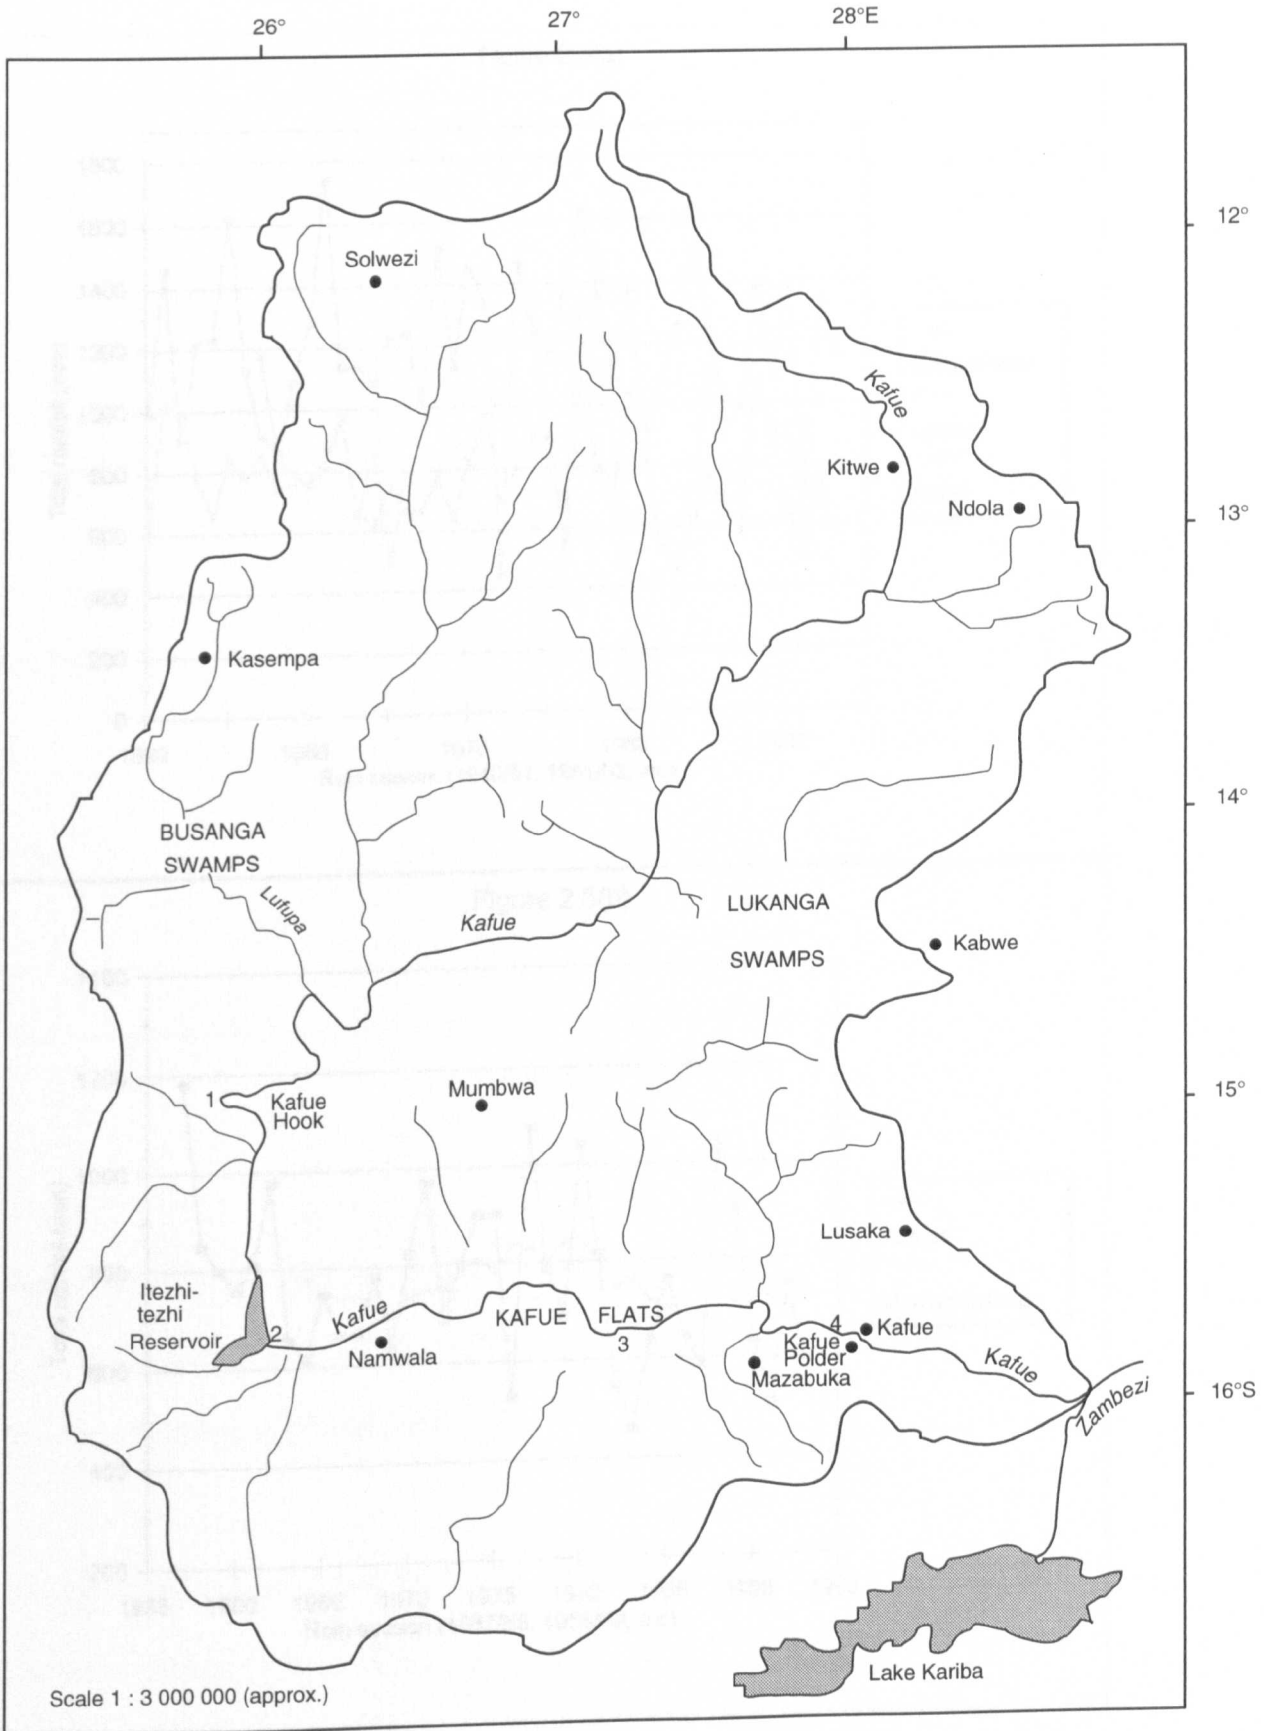 26°
27°
28°E
12°
Solwezi
Kafue
Kitwe
Ndola
13°
Kasempa
14°
BUSANGA
SWAMPS
Lufupa
Kafue
LUKANGA
SWAMPS
Kabwe
15°
1
Kafue
Hook
Mumbwa
Lusaka
Itezhi-
tezhi
Reservoir
2
Kafue
Namwala
KAFUE FLATS
3
4
Kafue
Kafue
Polder
Mazabuka
Kafue
16°S
Zambezi
Lake Kariba
Scale 1 : 3 000 000 (approx.)